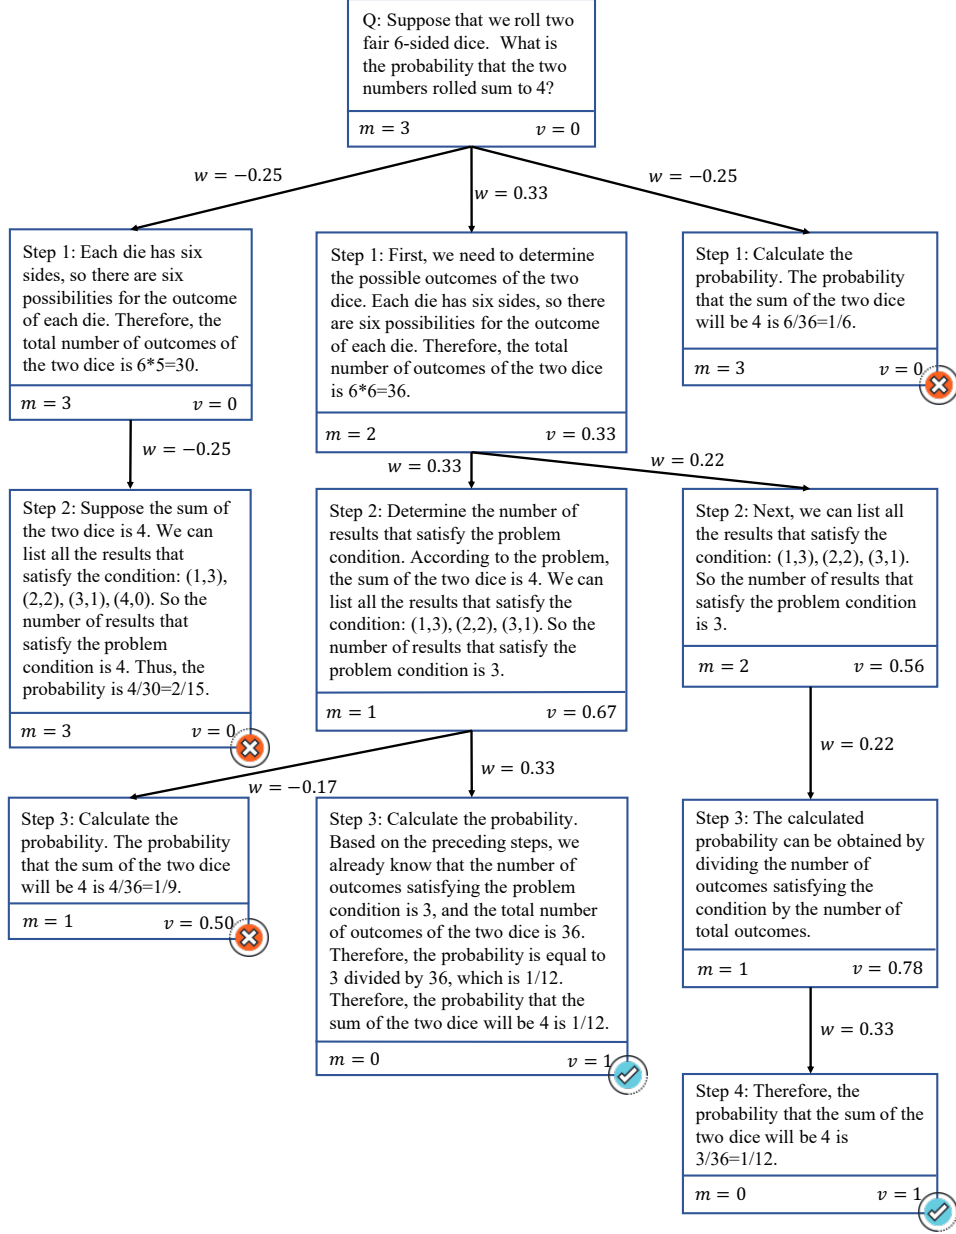 Q: Suppose that we roll two
fair 6-sided dice. What is
the probability that the two
numbers rolled sum to 4?
m = 3 v = 0
w = −0.25
w = 0.33
w = −0.25
Step 1: Each die has six
sides, so there are six
possibilities for the outcome
of each die. Therefore, the
total number of outcomes of
the two dice is 6*5=30.
m = 3 v = 0
Step 1: First, we need to determine
the possible outcomes of the two
dice. Each die has six sides, so there
are six possibilities for the outcome
of each die. Therefore, the total
number of outcomes of the two dice
is 6*6=36.
m = 2 v = 0.33
Step 1: Calculate the
probability. The probability
that the sum of the two dice
will be 4 is 6/36=1/6.
m = 3 v = 0
w = −0.25
w = 0.33
w = 0.22
Step 2: Suppose the sum of
the two dice is 4. We can
list all the results that
satisfy the condition: (1,3),
(2,2), (3,1), (4,0). So the
number of results that
satisfy the problem
condition is 4. Thus, the
probability is 4/30=2/15.
m = 3 v = 0
Step 2: Determine the number of
results that satisfy the problem
condition. According to the problem,
the sum of the two dice is 4. We can
list all the results that satisfy the
condition: (1,3), (2,2), (3,1). So the
number of results that satisfy the
problem condition is 3.
m = 1 v = 0.67
Step 2: Next, we can list all
the results that satisfy the
condition: (1,3), (2,2), (3,1).
So the number of results that
satisfy the problem condition
is 3.
m = 2 v = 0.56
w = −0.17
w = 0.33
w = 0.22
Step 3: Calculate the
probability. The probability
that the sum of the two dice
will be 4 is 4/36=1/9.
m = 1 v = 0.50
Step 3: Calculate the probability.
Based on the preceding steps, we
already know that the number of
outcomes satisfying the problem
condition is 3, and the total number
of outcomes of the two dice is 36.
Therefore, the probability is equal to
3 divided by 36, which is 1/12.
Therefore, the probability that the
sum of the two dice will be 4 is 1/12.
m = 0 v = 1
Step 3: The calculated
probability can be obtained by
dividing the number of
outcomes satisfying the
condition by the number of
total outcomes.
m = 1 v = 0.78
w = 0.33
Step 4: Therefore, the
probability that the sum of the
two dice will be 4 is
3/36=1/12.
m = 0 v = 1